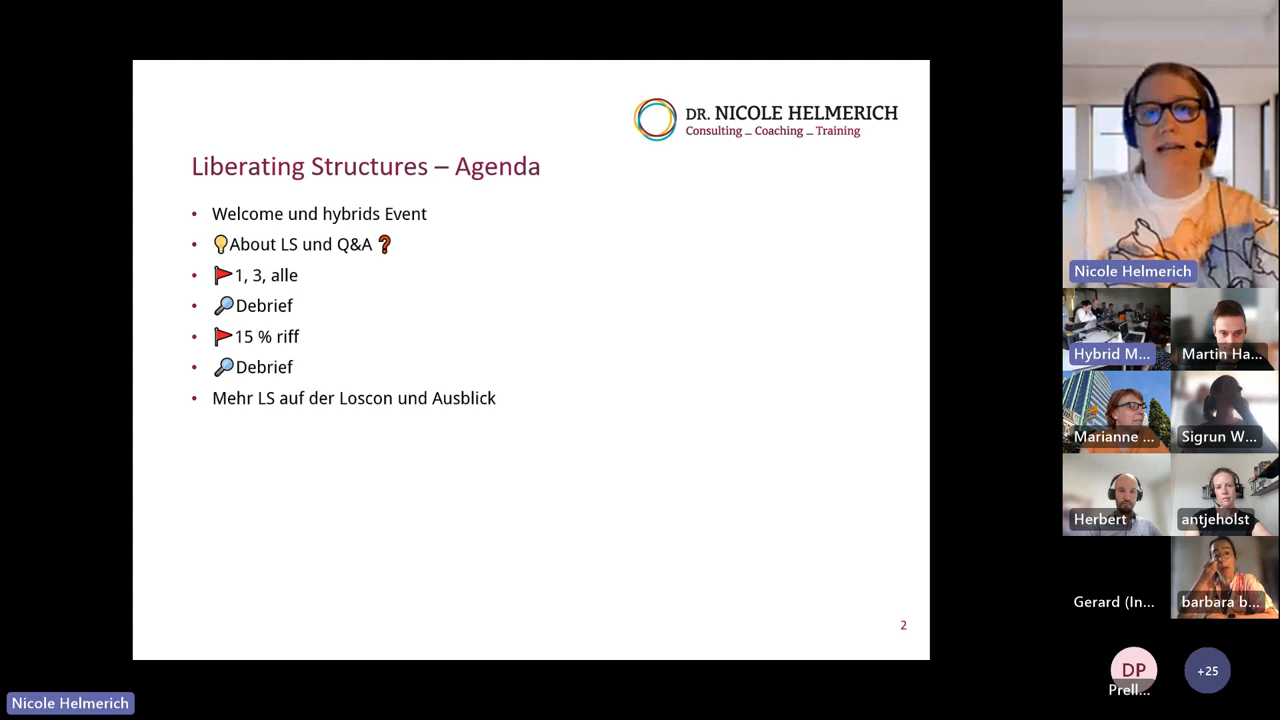 DR. NICOLE HELMERICH
Consulting _ Coaching _ Training
Liberating Structures – Agenda
• Welcome und hybrids Event
• 💡About LS und Q&A ❓
• 🚩1, 3, alle
• 🔎Debrief
• 🚩15 % riff
• 🔎Debrief
• Mehr LS auf der Loscon und Ausblick
2
Nicole Helmerich
Nicole Helmerich
Hybrid M...
Martin Ha...
Marianne ...
Sigrun W...
Herbert
antjeholst
Gerard (In...
barbara b...
DP
Prell...
+25